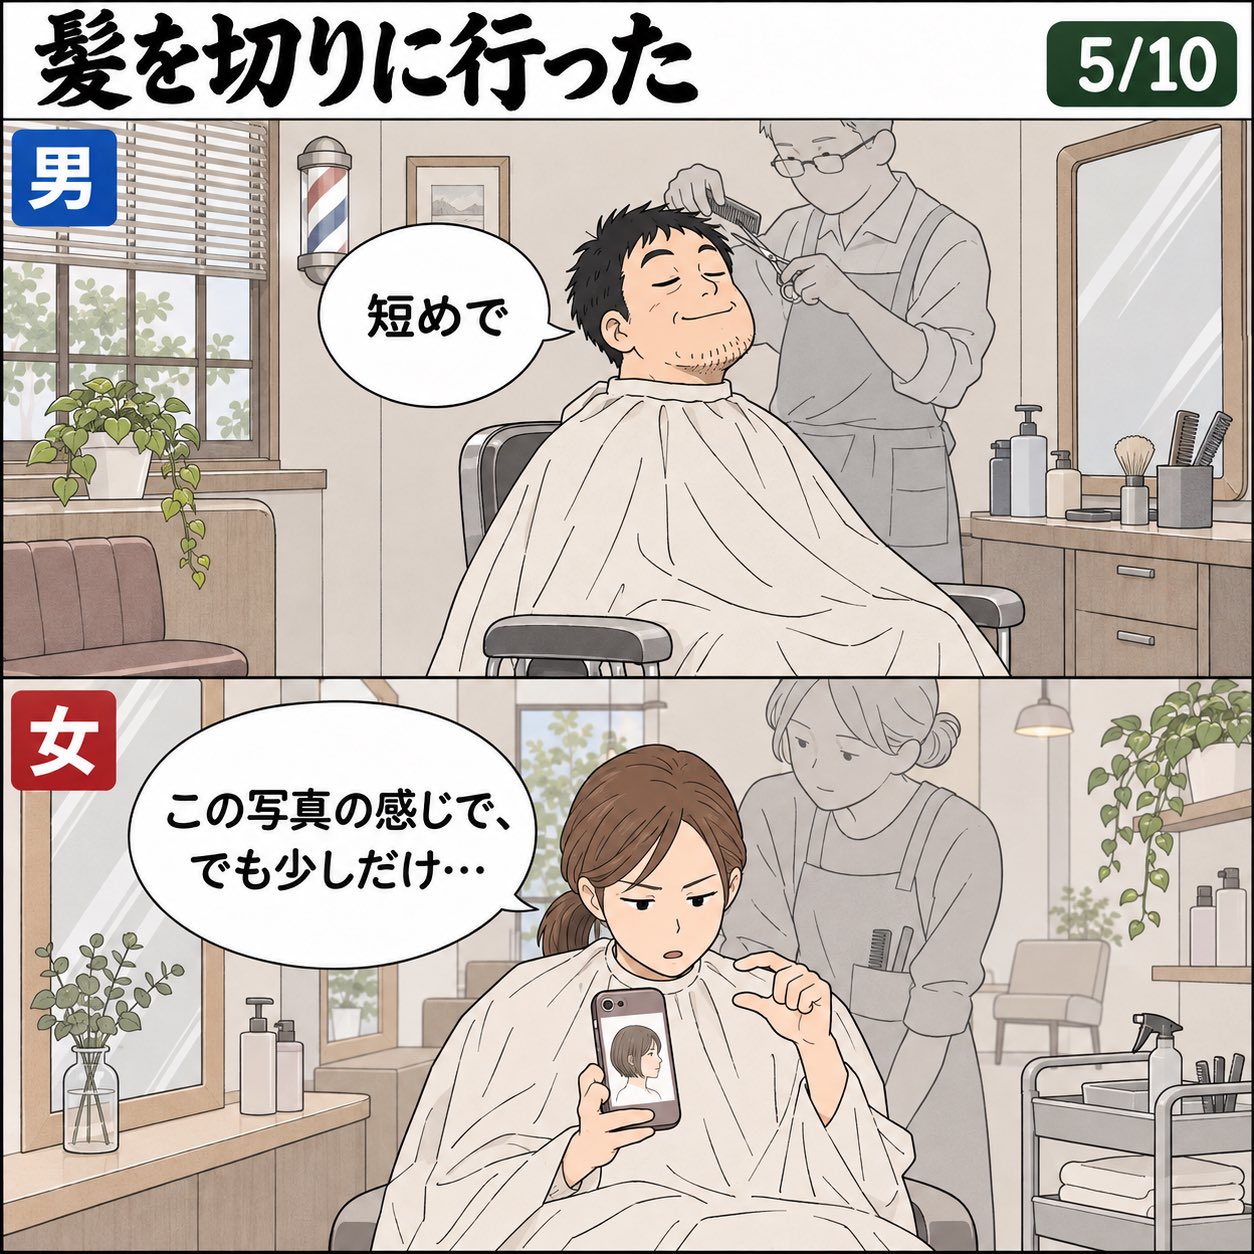 髪を切りに行った
5/10
男
短めで
女
この写真の感じで、
でも少しだけ…